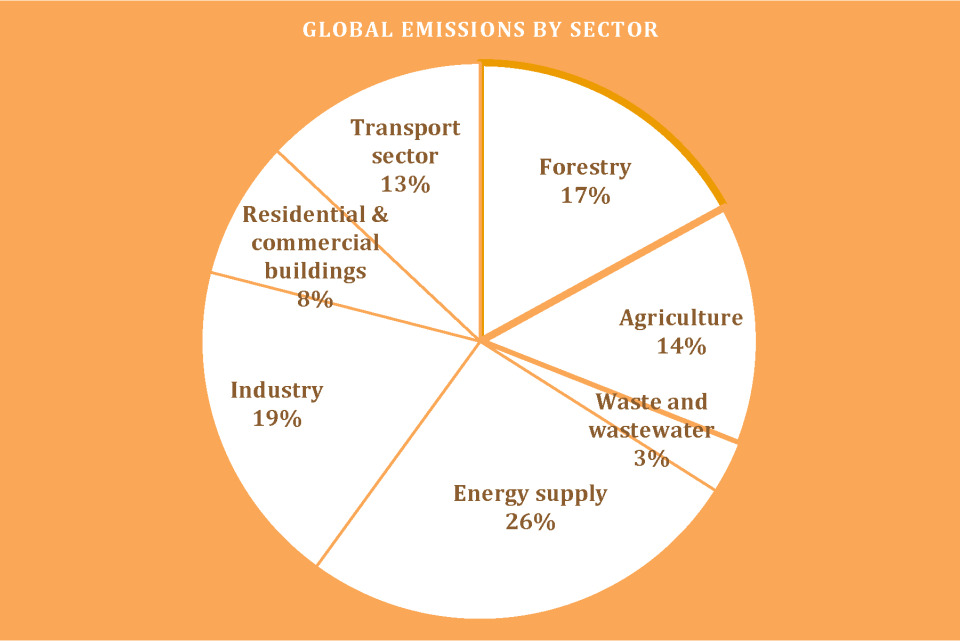 GLOBAL EMISSIONS BY SECTOR
Transport
sector
13%
Forestry
17%
Residential &
commercial
buildings
8%
Agriculture
14%
Industry
19%
Waste and
wastewater
3%
Energy supply
26%